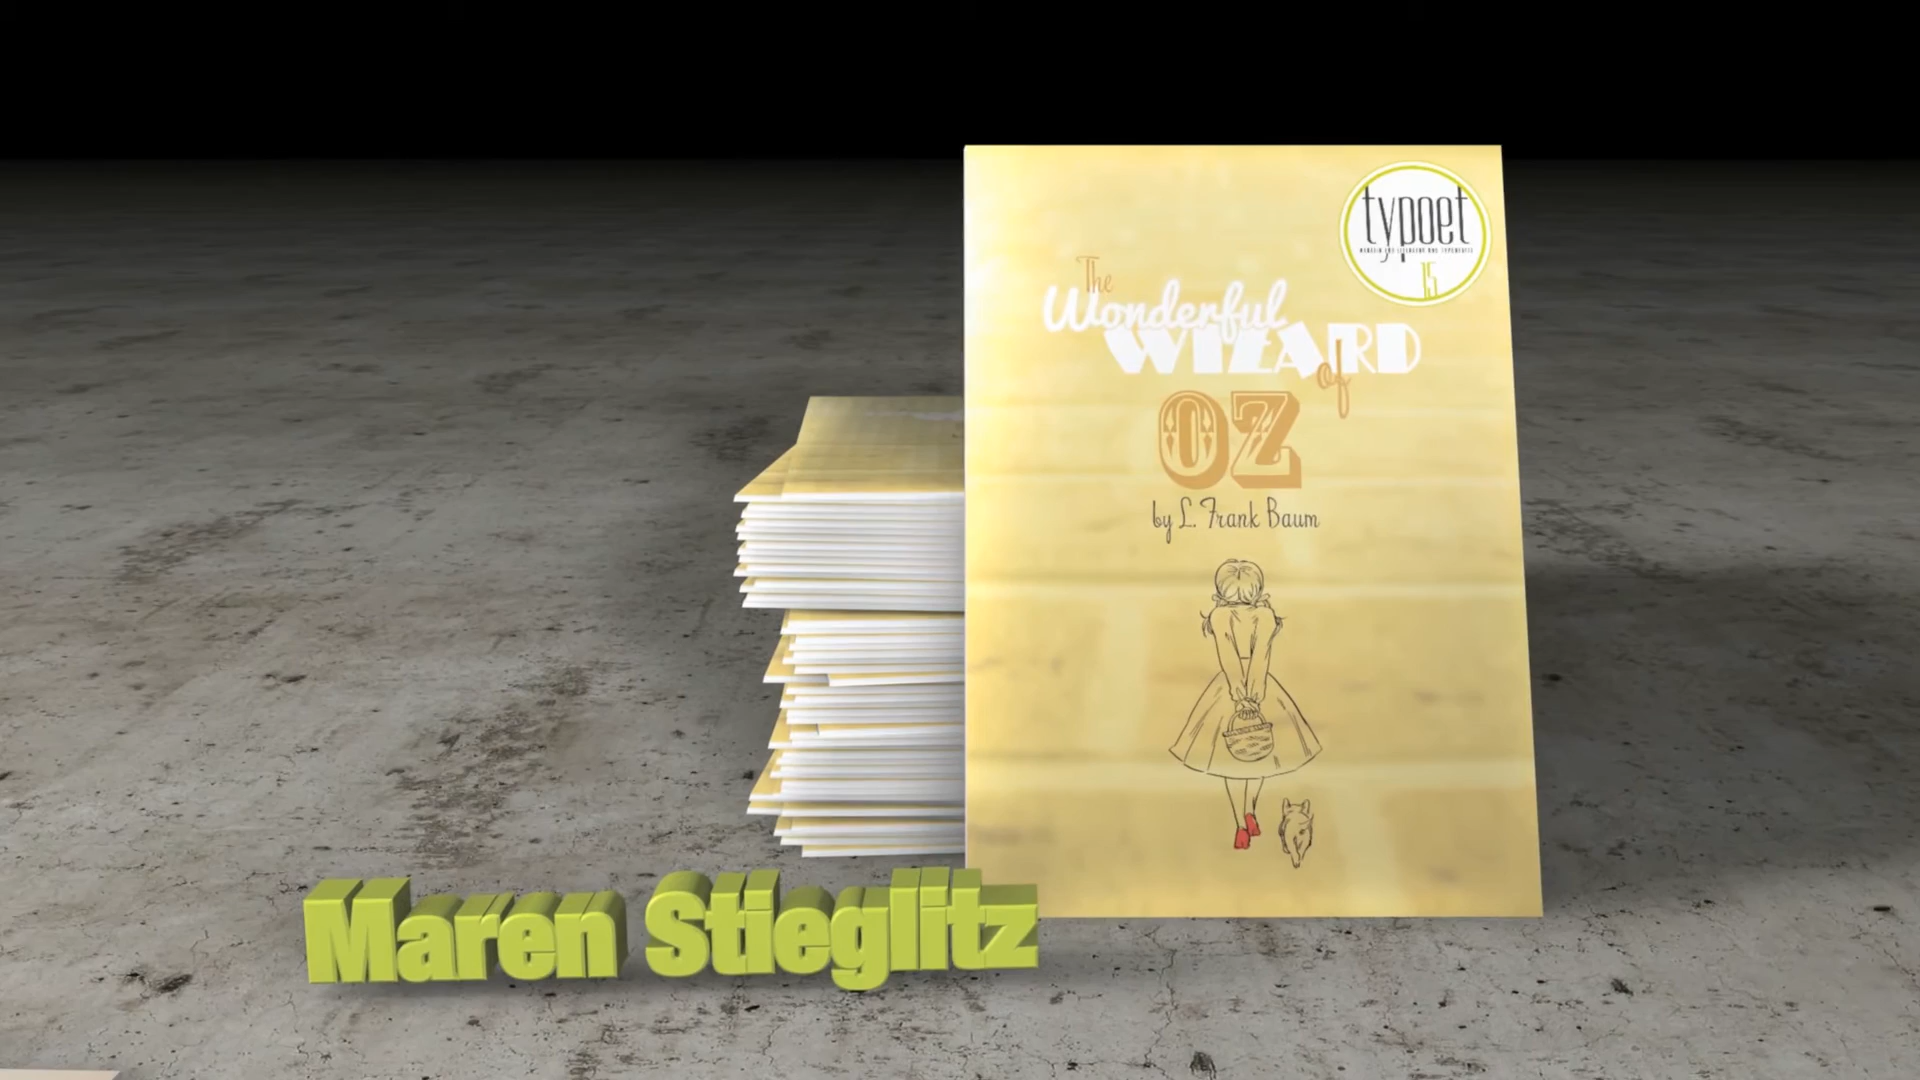 typoet
15
The
Wonderful
WIZARD
of
OZ
by L. Frank Baum
Maren Stieglitz